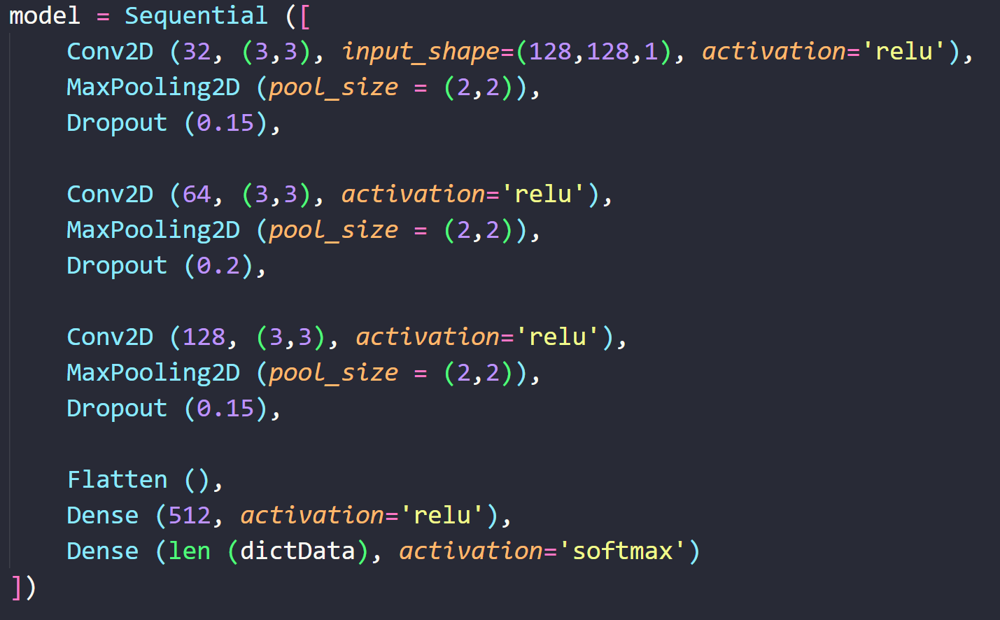 model = Sequential ([
    Conv2D (32, (3,3), input_shape=(128,128,1), activation='relu'),
    MaxPooling2D (pool_size = (2,2)),
    Dropout (0.15),

    Conv2D (64, (3,3), activation='relu'),
    MaxPooling2D (pool_size = (2,2)),
    Dropout (0.2),

    Conv2D (128, (3,3), activation='relu'),
    MaxPooling2D (pool_size = (2,2)),
    Dropout (0.15),

    Flatten (),
    Dense (512, activation='relu'),
    Dense (len (dictData), activation='softmax')
])